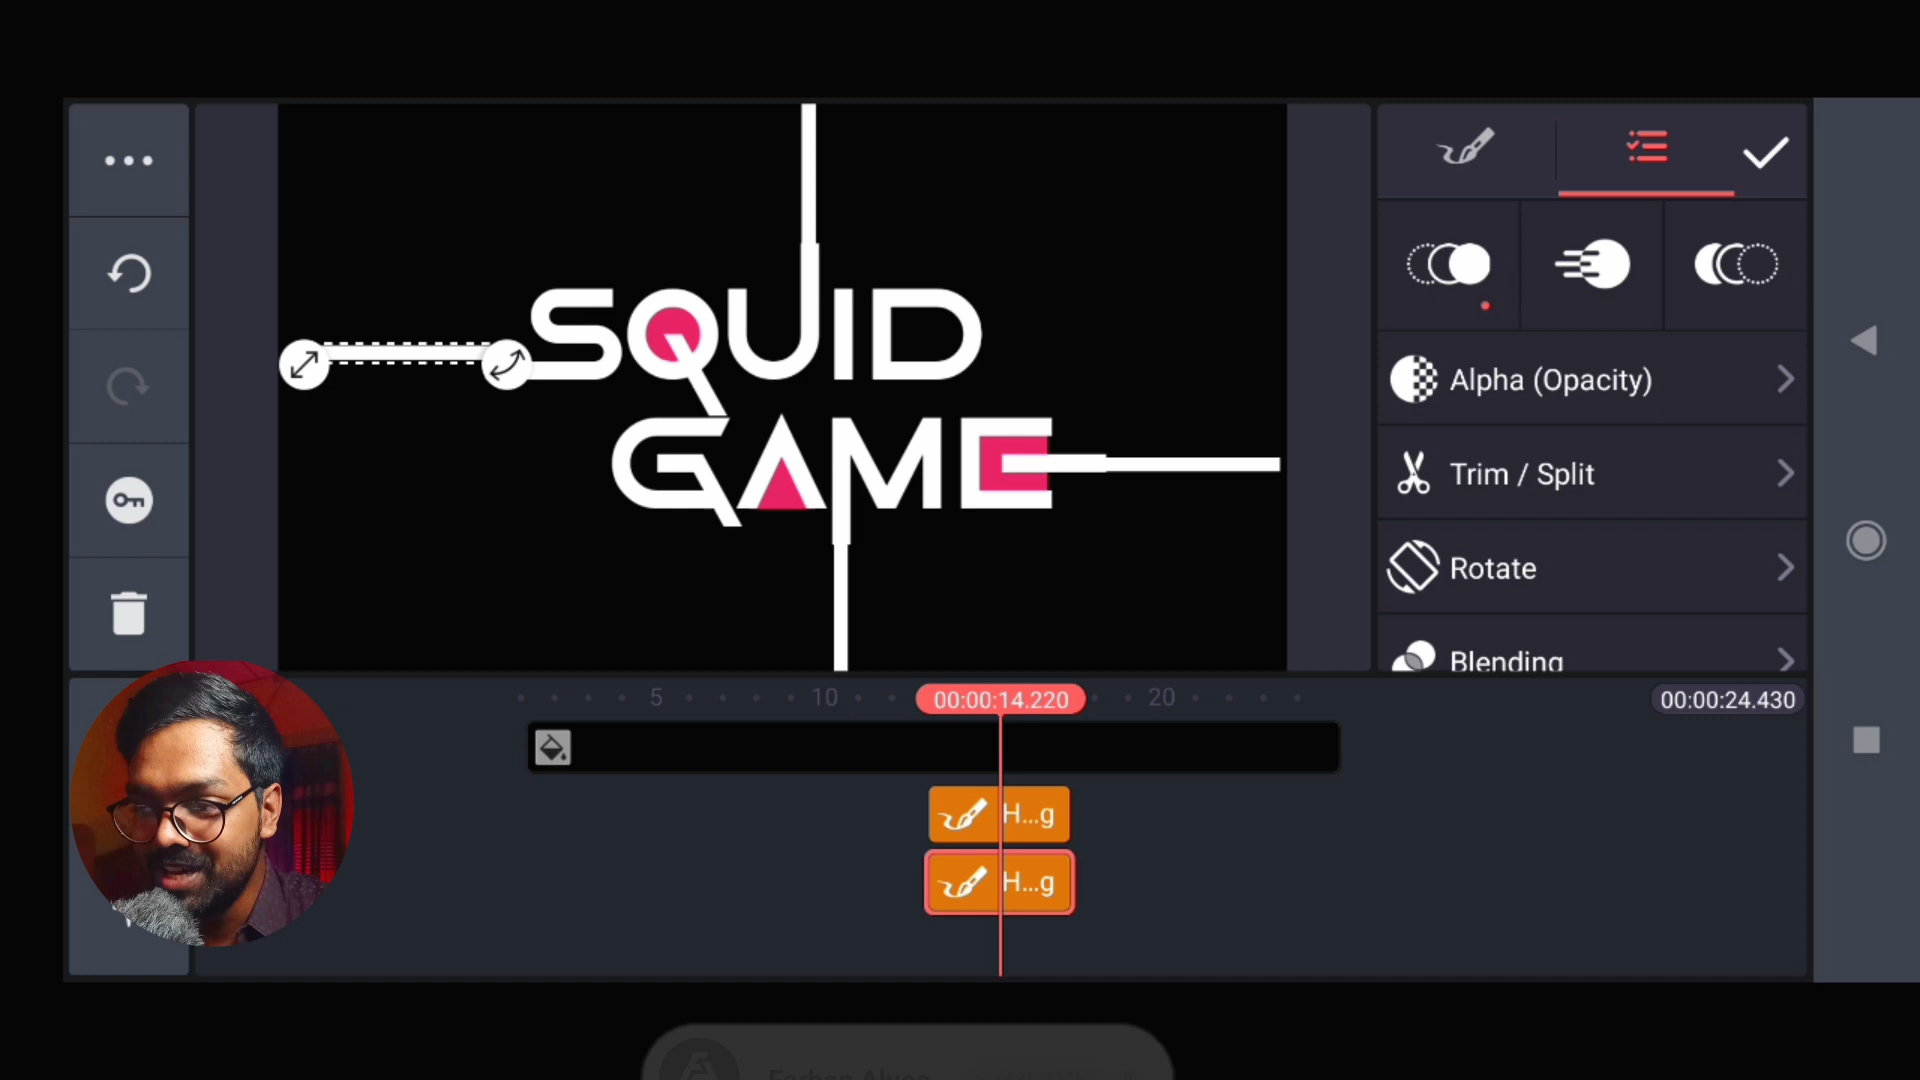 SQUID
GAME
Alpha (Opacity)
Trim / Split
Rotate
Blending
5
10
00:00:14.220
20
00:00:24.430
H...g
H...g